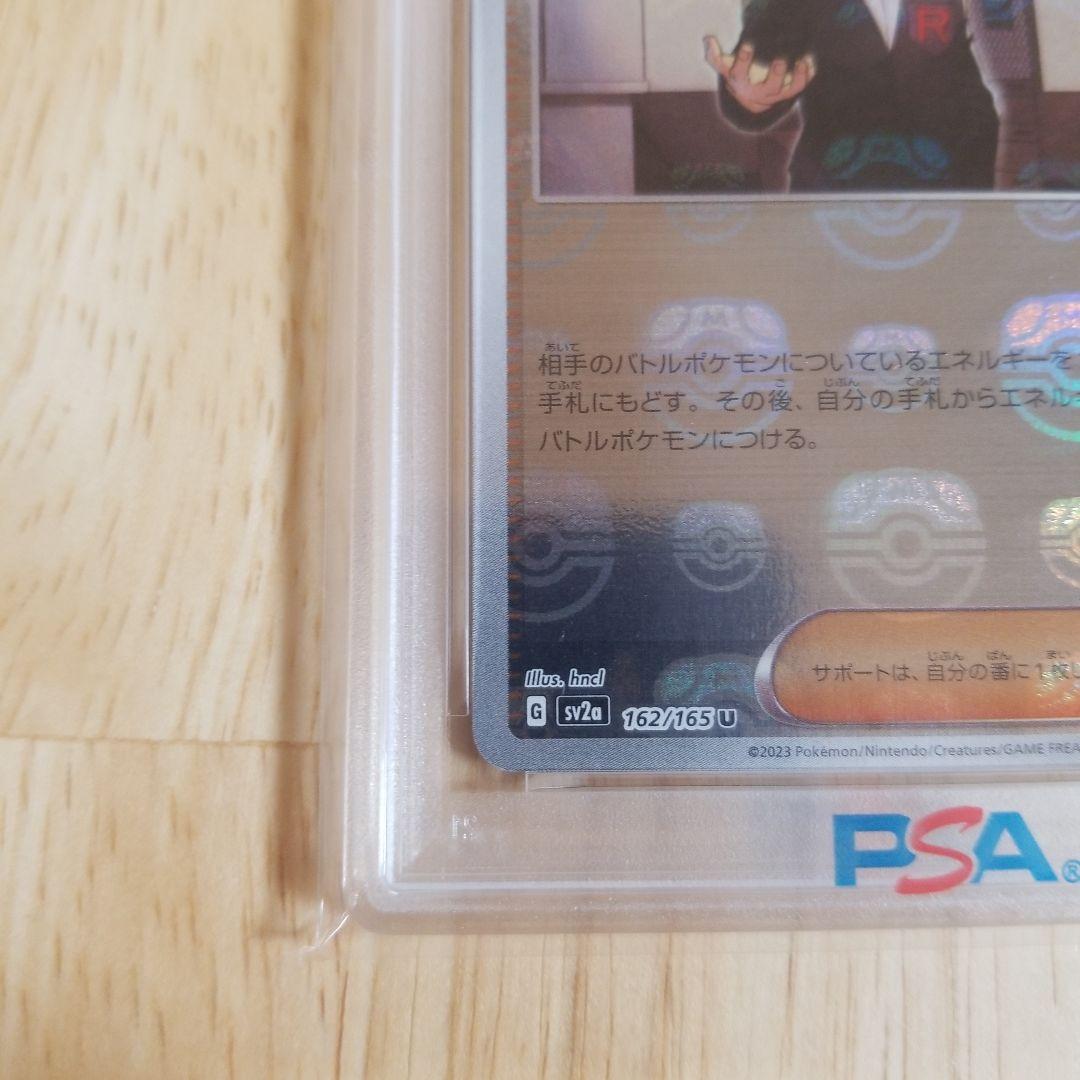 R
相手のバトルポケモンについているエネルギーを
手札にもどす。その後、自分の手札からエネルギ
バトルポケモンにつける。
サポートは、自分の番に1枚し
Illus. hncl
G sv2a 162/165 U
©2023 Pokémon/Nintendo/Creatures/GAME FREA
PSA®